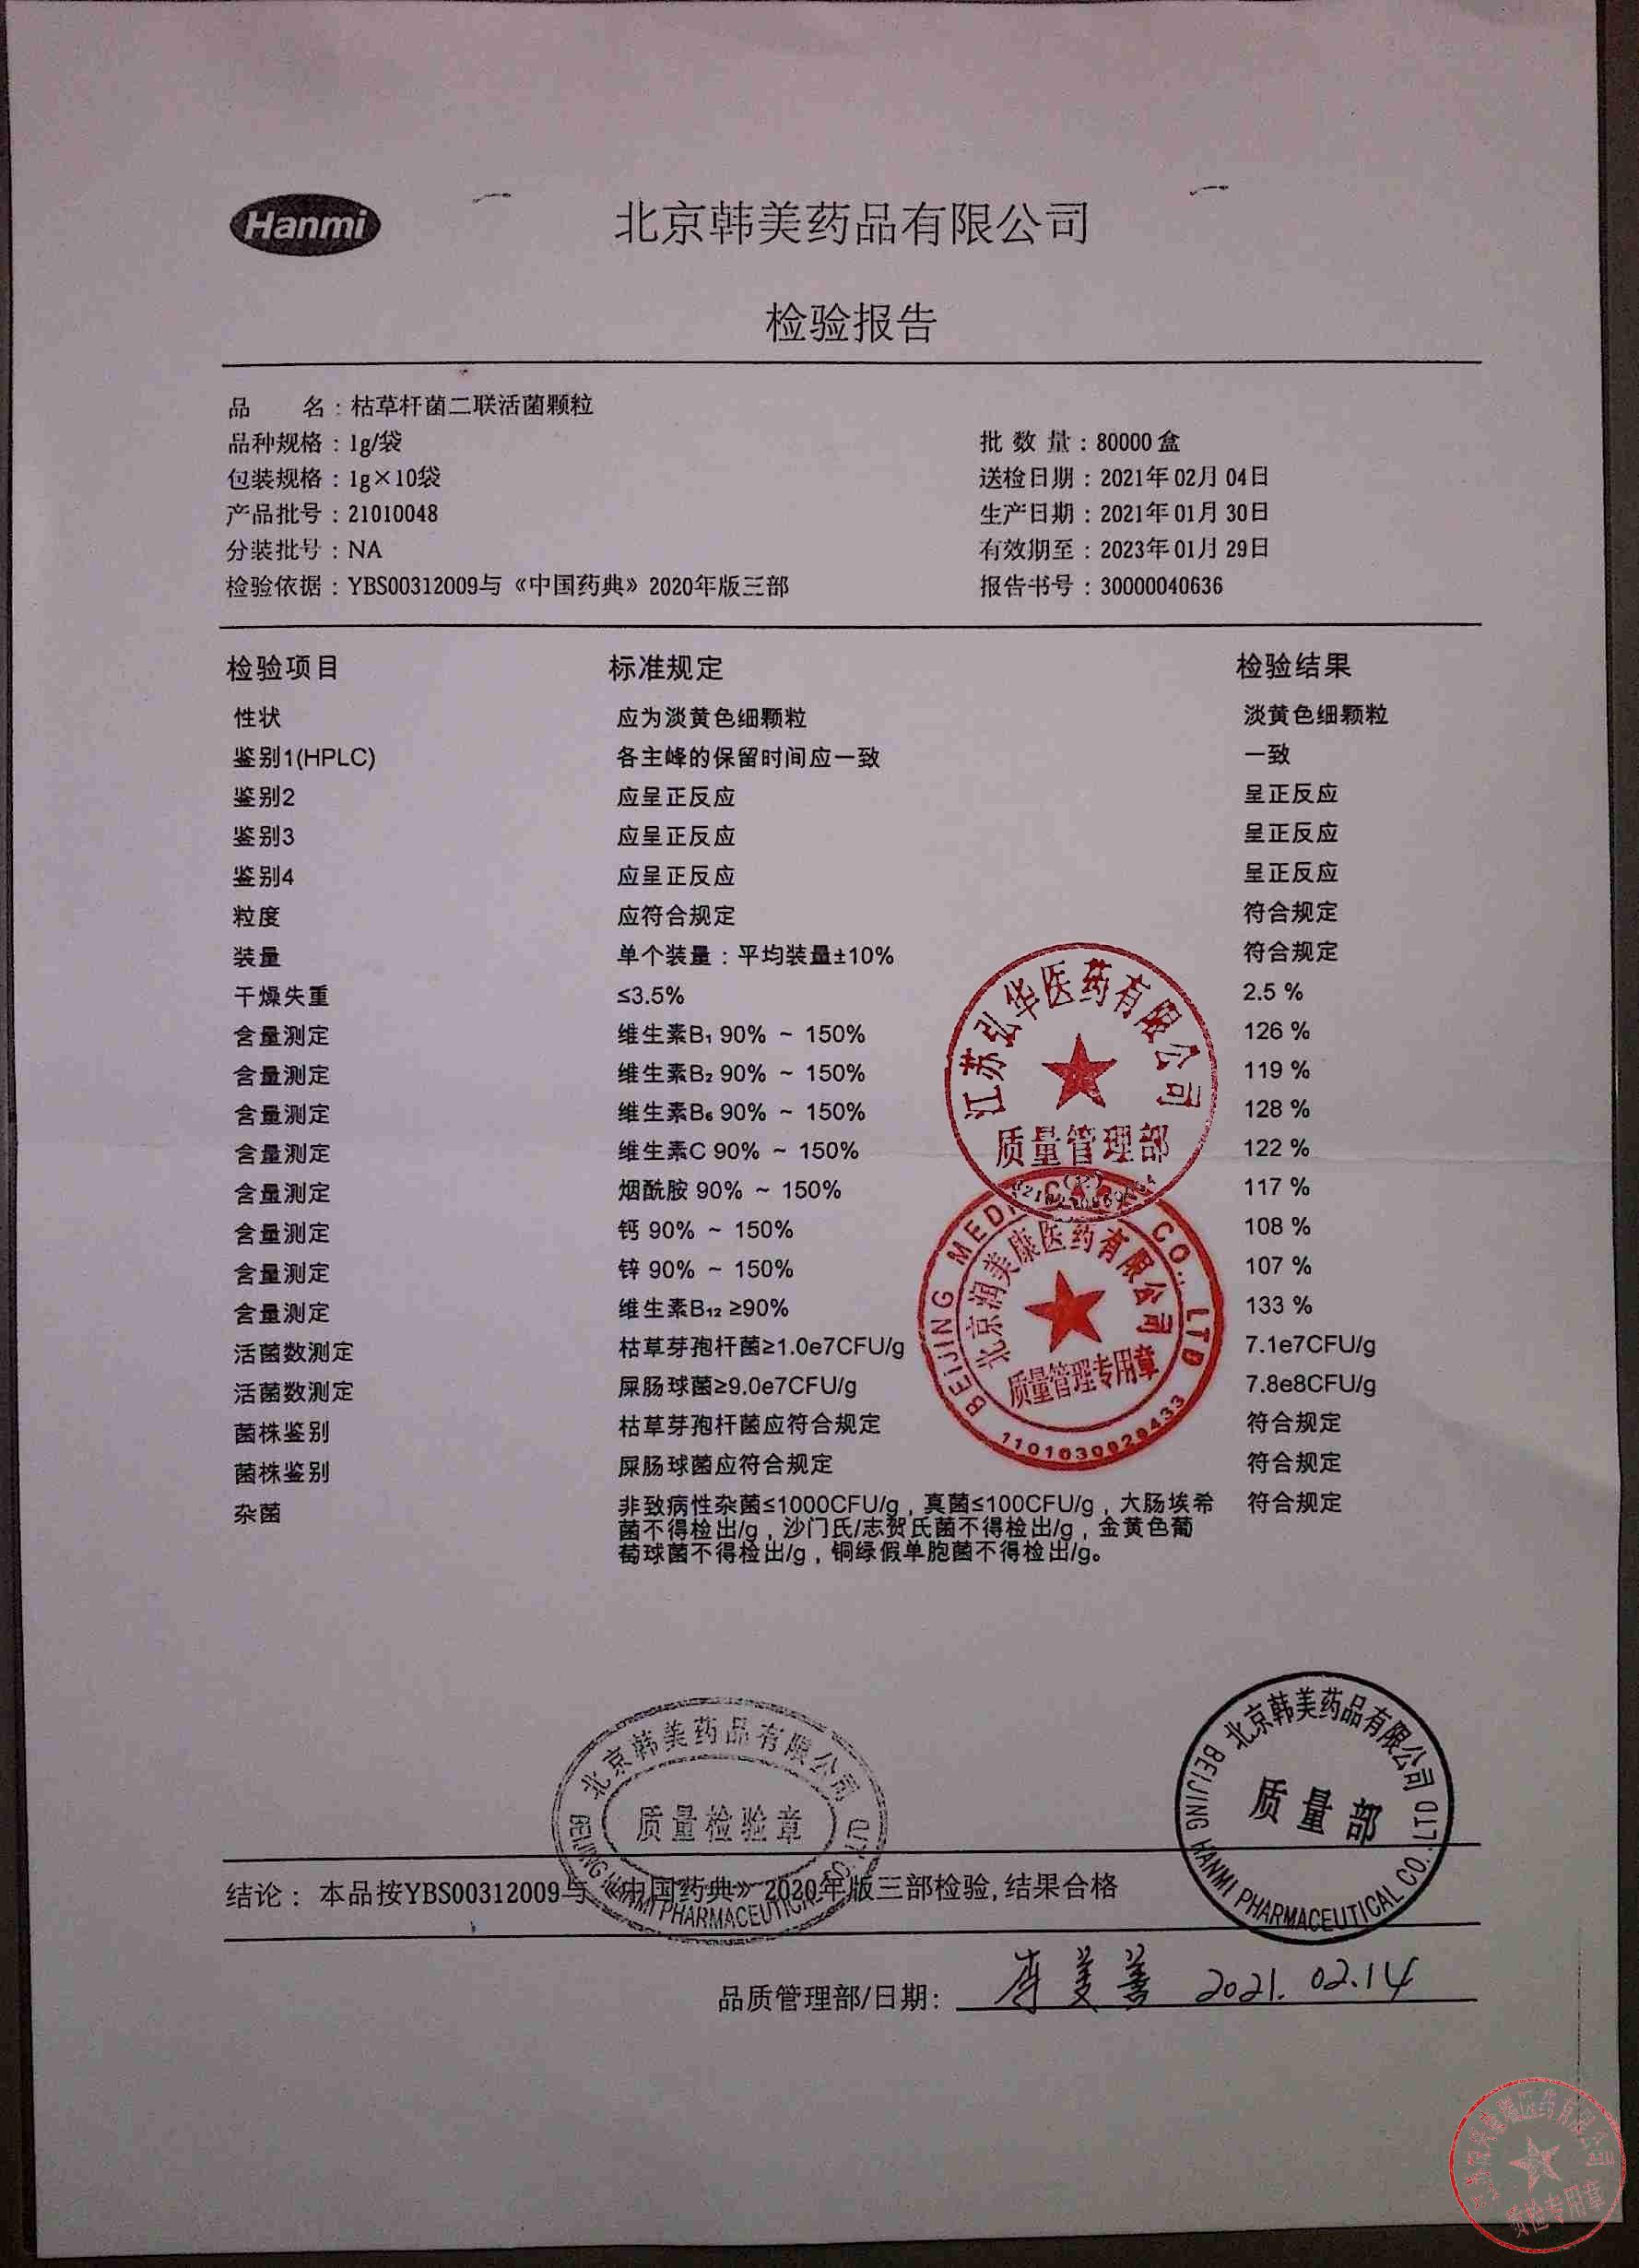 Hanmi
北京韩美药品有限公司
检验报告
品 名：枯草杆菌二联活菌颗粒
品种规格：1g/袋 批 数 量：80000盒
包装规格：1g×10袋 送检日期：2021年02月04日
产品批号：21010048 生产日期：2021年01月30日
分装批号：NA 有效期至：2023年01月29日
检验依据：YBS00312009与《中国药典》2020年版三部 报告书号：30000040636
检验项目 标准规定 检验结果
性状 应为淡黄色细颗粒 淡黄色细颗粒
鉴别1(HPLC) 各主峰的保留时间应一致 一致
鉴别2 应呈正反应 呈正反应
鉴别3 应呈正反应 呈正反应
鉴别4 应呈正反应 呈正反应
粒度 应符合规定 符合规定
装量 单个装量：平均装量±10% 符合规定
干燥失重 ≤3.5% 2.5 %
含量测定 维生素B₁ 90% ~ 150% 126 %
含量测定 维生素B₂ 90% ~ 150% 119 %
含量测定 维生素B₆ 90% ~ 150% 128 %
含量测定 维生素C 90% ~ 150% 122 %
含量测定 烟酰胺 90% ~ 150% 117 %
含量测定 钙 90% ~ 150% 108 %
含量测定 锌 90% ~ 150% 107 %
含量测定 维生素B₁₂ ≥90% 133 %
活菌数测定 枯草芽孢杆菌≥1.0e7CFU/g 7.1e7CFU/g
活菌数测定 屎肠球菌≥9.0e7CFU/g 7.8e8CFU/g
菌株鉴别 枯草芽孢杆菌应符合规定 符合规定
菌株鉴别 屎肠球菌应符合规定 符合规定
杂菌 非致病性杂菌≤1000CFU/g，真菌≤100CFU/g，大肠埃希 符合规定
菌不得检出/g，沙门氏/志贺氏菌不得检出/g，金黄色葡
萄球菌不得检出/g，铜绿假单胞菌不得检出/g。
江苏弘华医药有限公司
质量管理部
BEIJING MEDI CO., LTD
北京润美康医药有限公司
质量管理专用章
1101030029433
北京韩美药品有限公司
质量检验章
BEIJING HANMI PHARMACEUTICAL CO., LTD
北京韩美药品有限公司
质量部
BEIJING HANMI PHARMACEUTICAL CO., LTD
结论：本品按YBS00312009与《中国药典》2020年版三部检验,结果合格
品质管理部/日期： 李美善 2021.02.14
医药有限公司
质检专用章